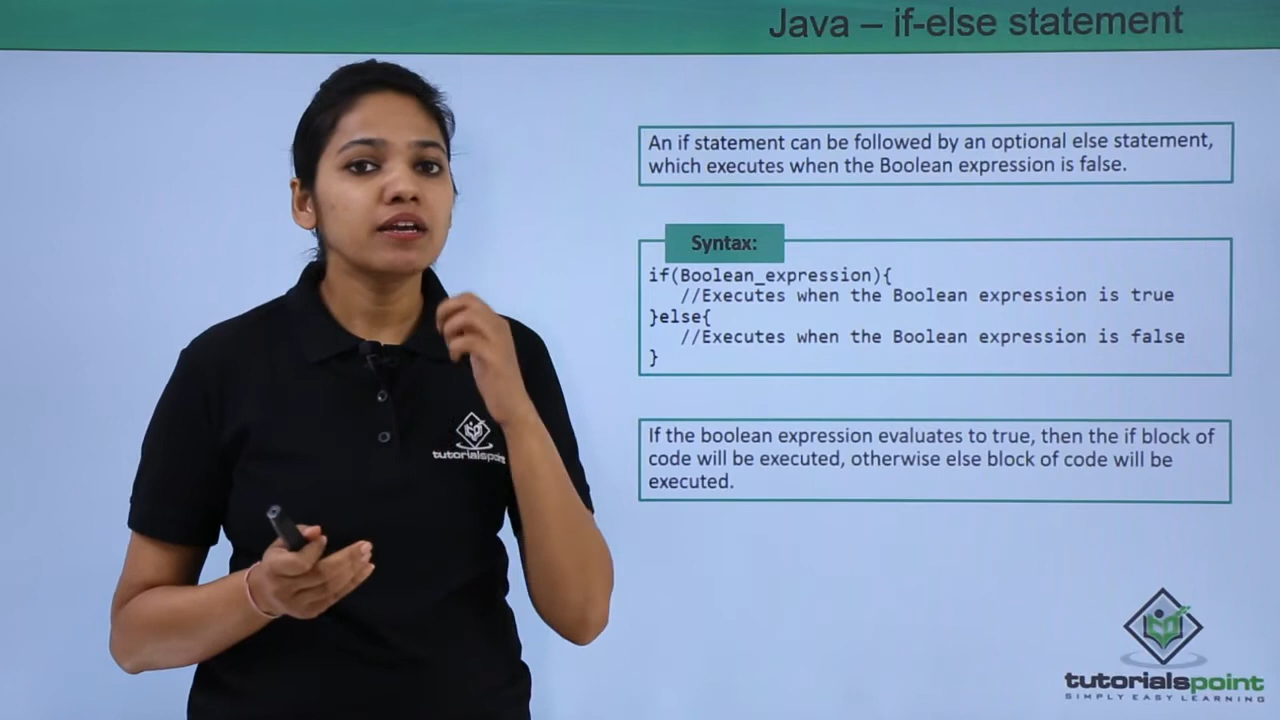 Java – if-else statement
An if statement can be followed by an optional else statement,
which executes when the Boolean expression is false.
Syntax:
if(Boolean_expression){
//Executes when the Boolean expression is true
}else{
//Executes when the Boolean expression is false
}
If the boolean expression evaluates to true, then the if block of
code will be executed, otherwise else block of code will be
executed.
tutorialspoint
tutorialspoint
SIMPLY EASY LEARNING